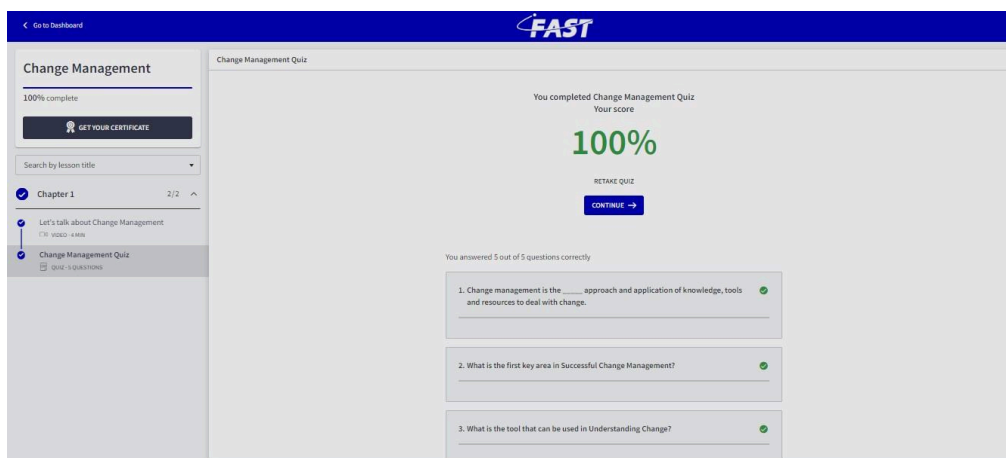 Go to Dashboard
FAST
Change Management
100% complete
GET YOUR CERTIFICATE
Search by lesson title
Chapter 1
2/2
Let's talk about Change Management
VIDEO · 4 MIN
Change Management Quiz
QUIZ · 5 QUESTIONS
Change Management Quiz
You completed Change Management Quiz
Your score
100%
RETAKE QUIZ
CONTINUE →
You answered 5 out of 5 questions correctly
1. Change management is the _____ approach and application of knowledge, tools
and resources to deal with change.
2. What is the first key area in Successful Change Management?
3. What is the tool that can be used in Understanding Change?